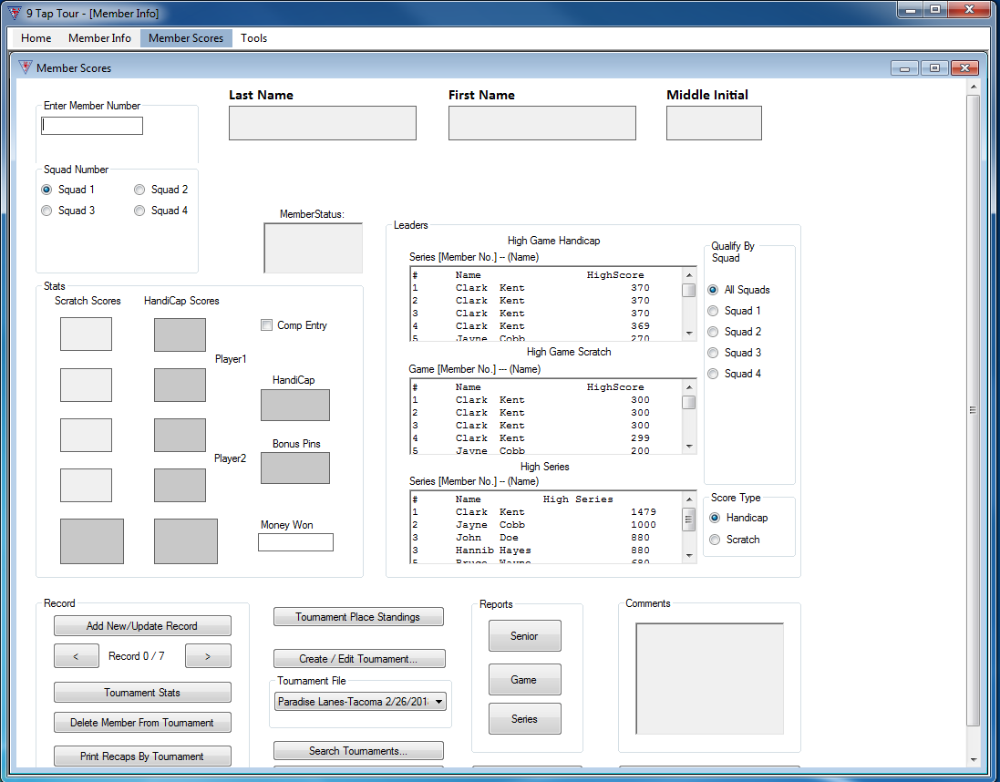 9 Tap Tour - [Member Info]
Home Member Info Member Scores Tools
Member Scores
Last Name First Name Middle Initial
Enter Member Number
Squad Number
Squad 1 Squad 2
Squad 3 Squad 4
MemberStatus:
Stats
Scratch Scores HandiCap Scores
Comp Entry
Player1
HandiCap
Bonus Pins
Player2
Money Won
Leaders
High Game Handicap
Series [Member No.] -- (Name)
# Name HighScore
1 Clark Kent 370
2 Clark Kent 370
3 Clark Kent 370
4 Clark Kent 369
5 Jayne Cobb 270
High Game Scratch
Game [Member No.] --- (Name)
# Name HighScore
1 Clark Kent 300
2 Clark Kent 300
3 Clark Kent 300
4 Clark Kent 299
5 Jayne Cobb 200
High Series
Series [Member No.] -- (Name)
# Name High Series
1 Clark Kent 1479
2 Jayne Cobb 1000
3 John Doe 880
3 Hannib Hayes 880
5 Bruce Wayne 680
Qualify By
Squad
All Squads
Squad 1
Squad 2
Squad 3
Squad 4
Score Type
Handicap
Scratch
Record
Add New/Update Record
< Record 0 / 7 >
Tournament Stats
Delete Member From Tournament
Print Recaps By Tournament
Tournament Place Standings
Create / Edit Tournament...
Tournament File
Paradise Lanes-Tacoma 2/26/201
Search Tournaments...
Reports
Senior
Game
Series
Comments